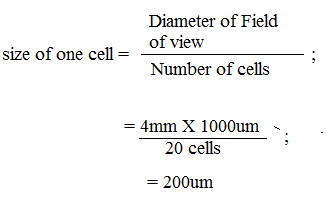 Diameter of Field
of view
size of one cell = ;
Number of cells
= 4mm X 1000um ;
20 cells
= 200um